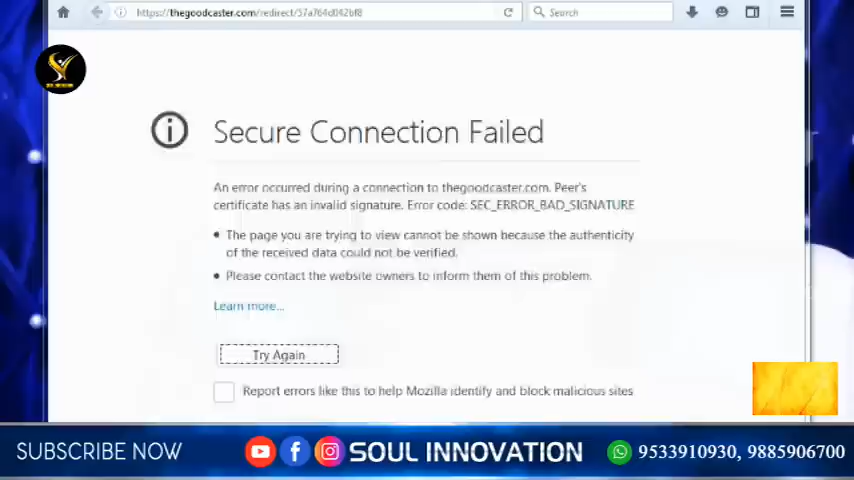 https://thegoodcaster.com/redirect/57a764d042bf8
Search
Secure Connection Failed
An error occurred during a connection to thegoodcaster.com. Peer's
certificate has an invalid signature. Error code: SEC_ERROR_BAD_SIGNATURE
The page you are trying to view cannot be shown because the authenticity
of the received data could not be verified.
Please contact the website owners to inform them of this problem.
Learn more...
Try Again
Report errors like this to help Mozilla identify and block malicious sites
SUBSCRIBE NOW
SOUL INNOVATION
9533910930, 9885906700